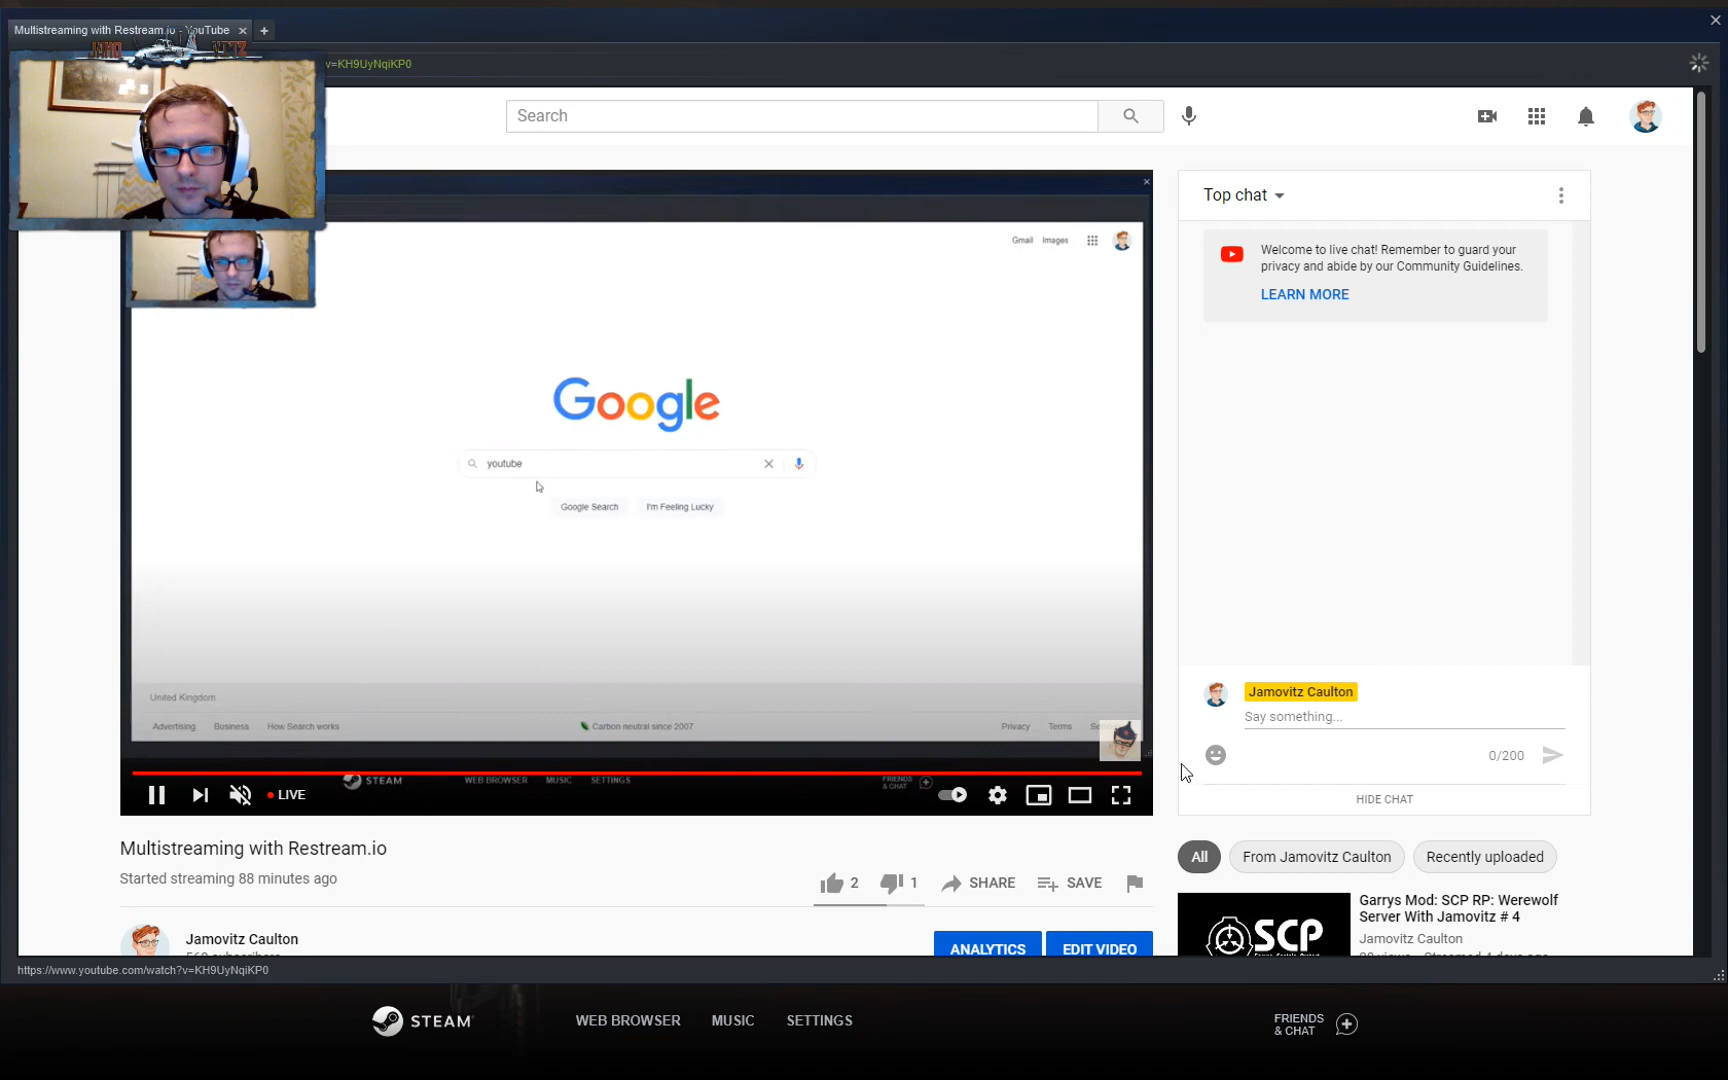 Multistreaming with Restream.io - YouTube
v=KH9UyNqiKP0
Search
Gmail Images
Google
youtube
Google Search I'm Feeling Lucky
United Kingdom
Advertising Business How Search works
Carbon neutral since 2007
Privacy Terms
STEAM WEB BROWSER MUSIC SETTINGS
FRIENDS
& CHAT
LIVE
Top chat
Welcome to live chat! Remember to guard your
privacy and abide by our Community Guidelines.
LEARN MORE
Jamovitz Caulton
Say something...
0/200
HIDE CHAT
Multistreaming with Restream.io
Started streaming 88 minutes ago
2 1 SHARE SAVE
Jamovitz Caulton
ANALYTICS EDIT VIDEO
All From Jamovitz Caulton Recently uploaded
SCP
Garrys Mod: SCP RP: Werewolf
Server With Jamovitz # 4
Jamovitz Caulton
https://www.youtube.com/watch?v=KH9UyNqiKP0
STEAM WEB BROWSER MUSIC SETTINGS
FRIENDS
& CHAT